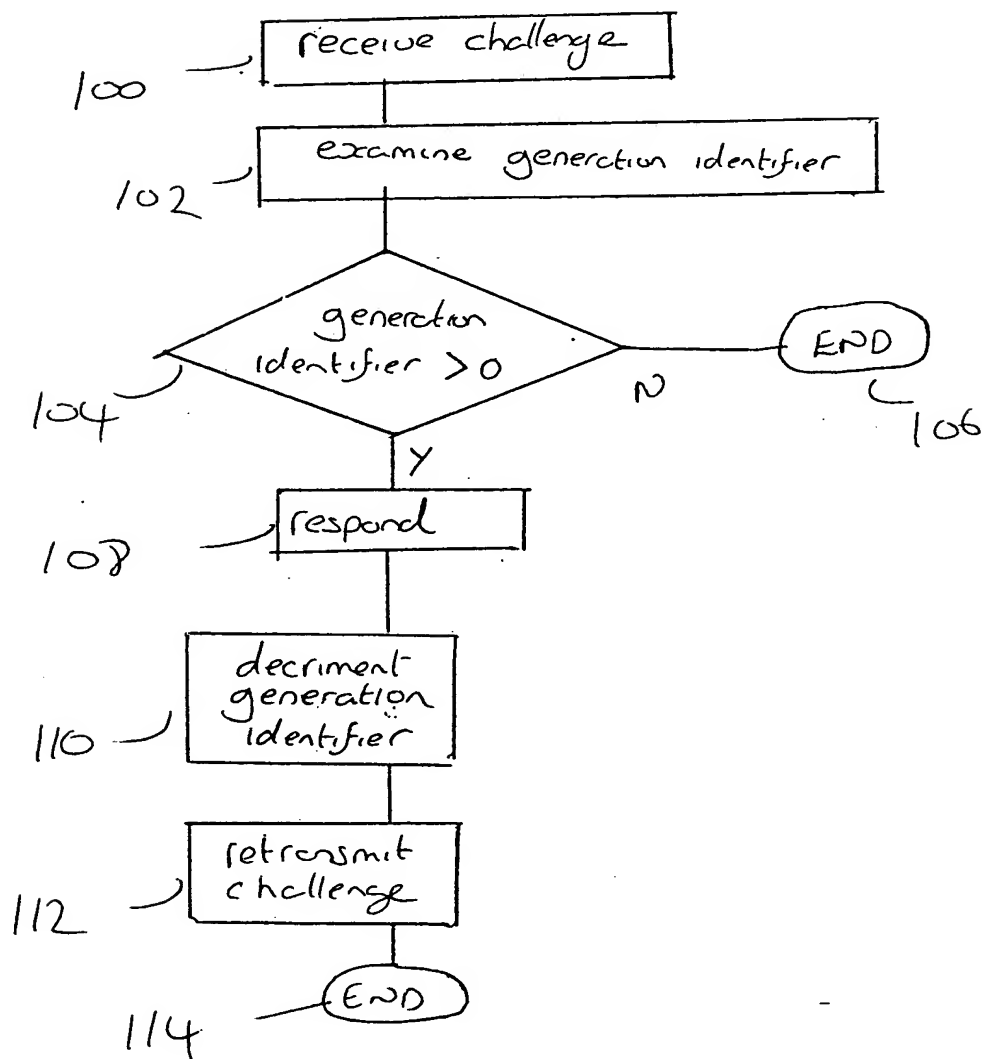 receive challenge
100
examine generation identifier
102
generation
identifier > 0
END
N
104
106
Y
respond
108
decriment
generation
identifier
110
retransmit
challenge
112
END
114